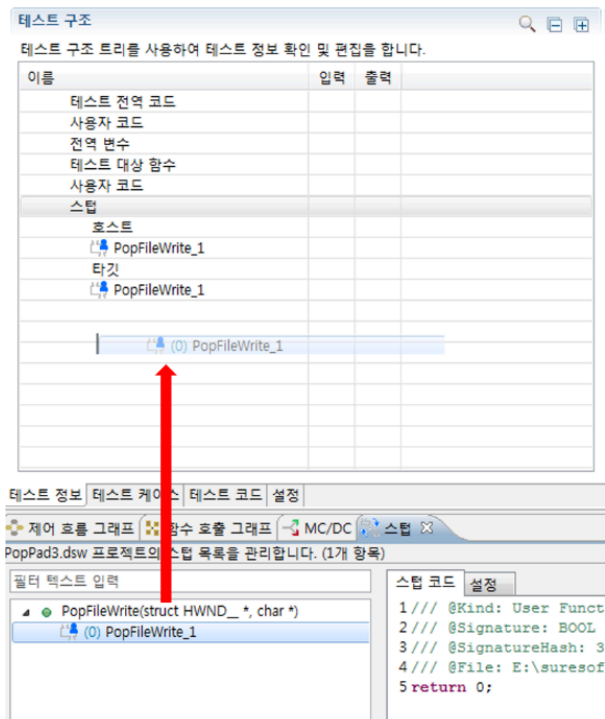 테스트 구조
테스트 구조 트리를 사용하여 테스트 정보 확인 및 편집을 합니다.
이름 입력 출력
테스트 전역 코드
사용자 코드
전역 변수
테스트 대상 함수
사용자 코드
스텁
호스트
PopFileWrite_1
타깃
PopFileWrite_1
(0) PopFileWrite_1
테스트 정보 테스트 케이스 테스트 코드 설정
제어 흐름 그래프 함수 호출 그래프 MC/DC 스텁
PopPad3.dsw 프로젝트의 스텁 목록을 관리합니다. (1개 항목)
필터 텍스트 입력 스텁 코드 설정
PopFileWrite(struct HWND__ *, char *)
(0) PopFileWrite_1
1 /// @Kind: User Funct
2 /// @Signature: BOOL
3 /// @SignatureHash: 3
4 /// @File: E:\suresof
5 return 0;